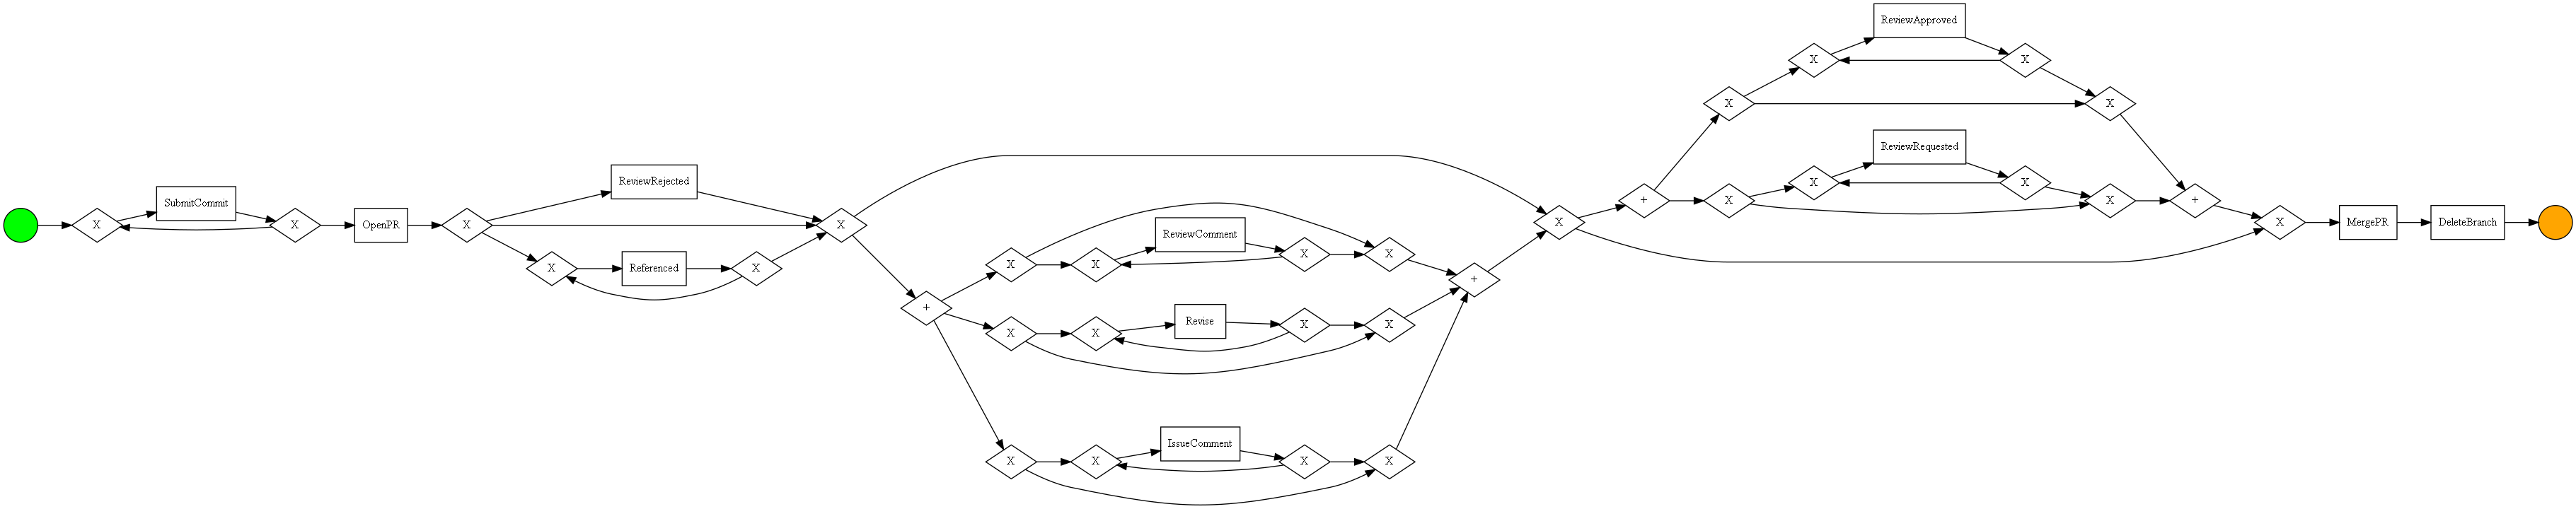 X
SubmitCommit
X
OpenPR
X
ReviewRejected
X
Referenced
X
X
+
X
X
ReviewComment
X
X
X
X
Revise
X
X
X
X
IssueComment
X
X
+
X
+
X
X
ReviewApproved
X
X
X
X
ReviewRequested
X
X
+
X
MergePR
DeleteBranch